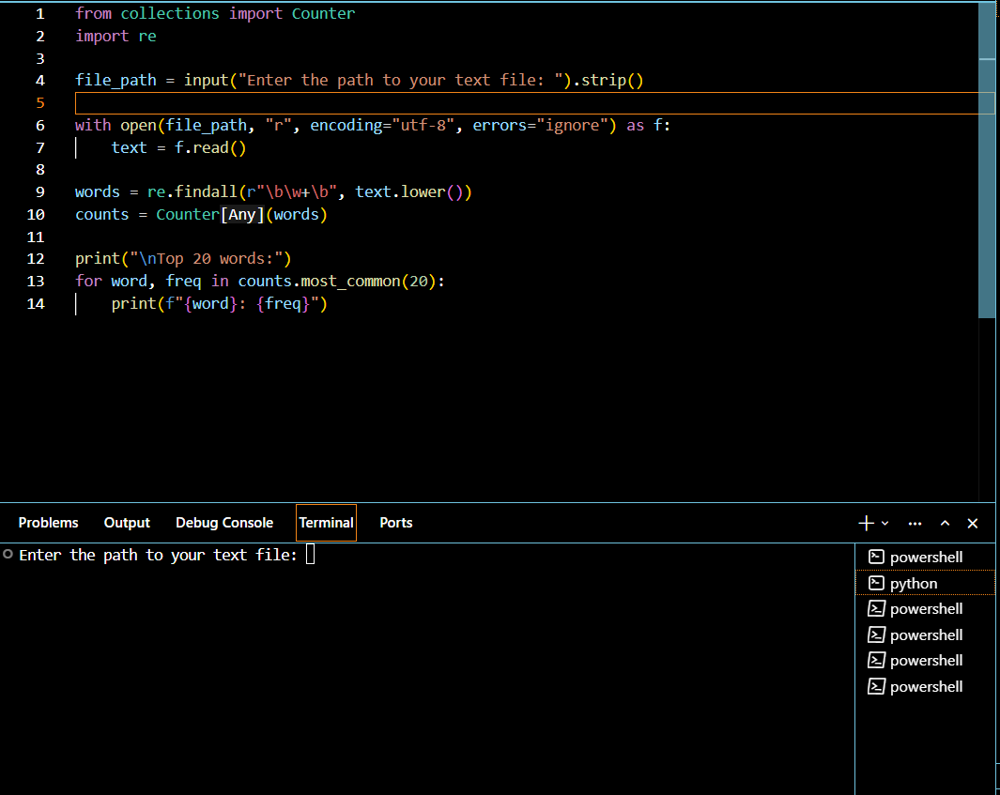 1 from collections import Counter
2 import re
3
4 file_path = input("Enter the path to your text file: ").strip()
5
6 with open(file_path, "r", encoding="utf-8", errors="ignore") as f:
7     text = f.read()
8
9 words = re.findall(r"\b\w+\b", text.lower())
10 counts = Counter[Any](words)
11
12 print("\nTop 20 words:")
13 for word, freq in counts.most_common(20):
14     print(f"{word}: {freq}")
Problems Output Debug Console Terminal Ports
Enter the path to your text file:
powershell
python
powershell
powershell
powershell
powershell